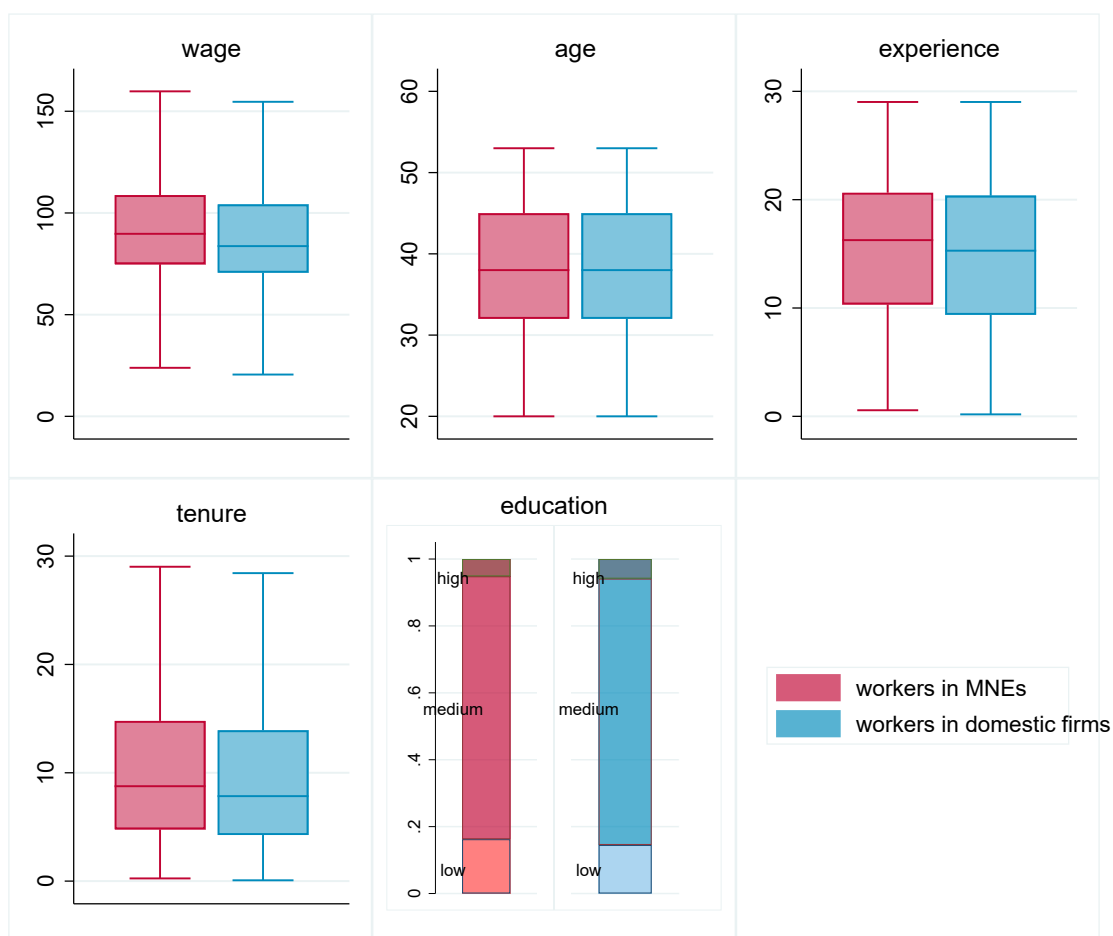 wage
150
100
50
0
age
60
50
40
30
20
experience
30
20
10
0
tenure
30
20
10
0
education
1
.8
.6
.4
.2
0
high
medium
low
high
medium
low
workers in MNEs
workers in domestic firms